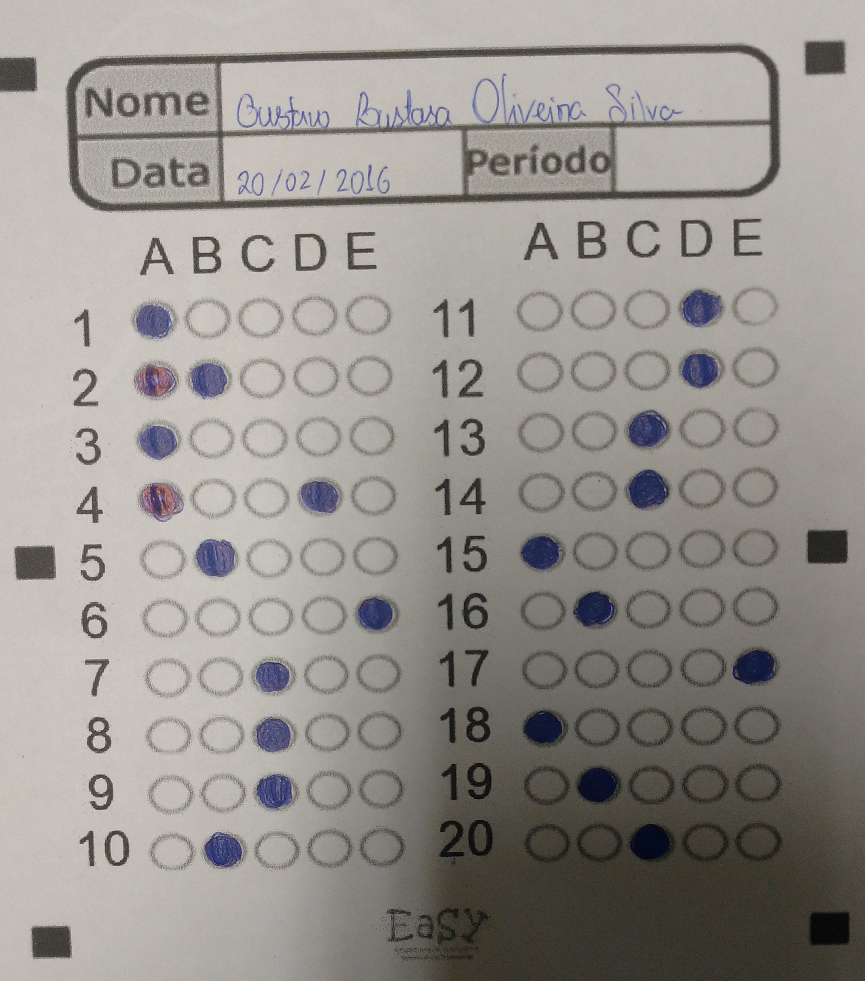 Nome Gustavo Bustosa Oliveira Silva
Data 20/02/2016 Período
A B C D E A B C D E
1 11
2 12
3 13
4 14
5 15
6 16
7 17
8 18
9 19
10 20
EaSy